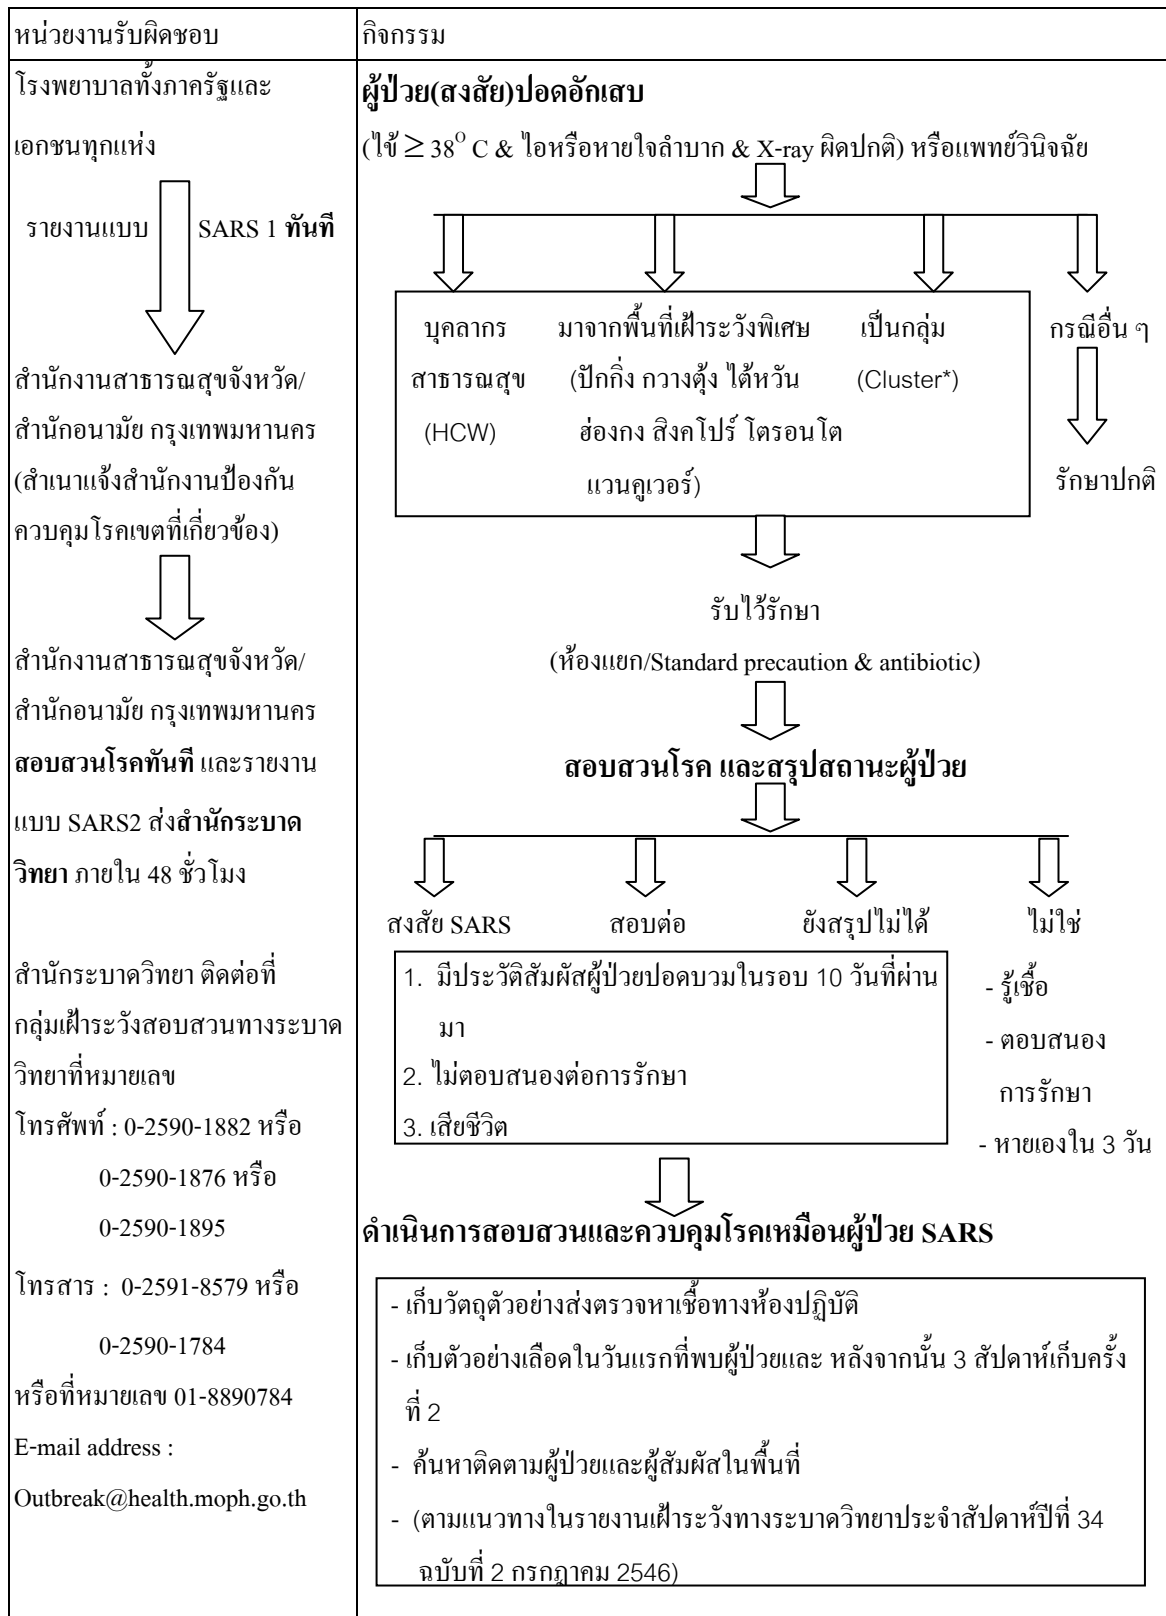 หน่วยงานรับผิดชอบ
โรงพยาบาลทั้งภาครัฐและ
เอกชนทุกแห่ง
รายงานแบบ SARS 1 ทันที
สำนักงานสาธารณสุขจังหวัด/
สำนักอนามัย กรุงเทพมหานคร
(สำเนาแจ้งสำนักงานป้องกัน
ควบคุมโรคเขตที่เกี่ยวข้อง)
สำนักงานสาธารณสุขจังหวัด/
สำนักอนามัย กรุงเทพมหานคร
สอบสวนโรคทันที และรายงาน
แบบ SARS2 ส่งสำนักระบาด
วิทยา ภายใน 48 ชั่วโมง
สำนักระบาดวิทยา ติดต่อที่
กลุ่มเฝ้าระวังสอบสวนทางระบาด
วิทยาที่หมายเลข
โทรศัพท์ : 0-2590-1882 หรือ
0-2590-1876 หรือ
0-2590-1895
โทรสาร : 0-2591-8579 หรือ
0-2590-1784
หรือที่หมายเลข 01-8890784
E-mail address :
Outbreak@health.moph.go.th
กิจกรรม
ผู้ป่วย(สงสัย)ปอดอักเสบ
(ไข้ ≥ 38⁰ C & ไอหรือหายใจลำบาก & X-ray ผิดปกติ) หรือแพทย์วินิจฉัย
บุคลากร
สาธารณสุข
(HCW)
มาจากพื้นที่เฝ้าระวังพิเศษ
(ปักกิ่ง กวางตุ้ง ไต้หวัน
ฮ่องกง สิงคโปร์ โตรอนโต
แวนคูเวอร์)
เป็นกลุ่ม
(Cluster*)
กรณีอื่น ๆ
รักษาปกติ
รับไว้รักษา
(ห้องแยก/Standard precaution & antibiotic)
สอบสวนโรค และสรุปสถานะผู้ป่วย
สงสัย SARS
สอบต่อ
ยังสรุปไม่ได้
ไม่ใช่
1. มีประวัติสัมผัสผู้ป่วยปอดบวมในรอบ 10 วันที่ผ่าน
มา
2. ไม่ตอบสนองต่อการรักษา
3. เสียชีวิต
- รู้เชื้อ
- ตอบสนอง
การรักษา
- หายเองใน 3 วัน
ดำเนินการสอบสวนและควบคุมโรคเหมือนผู้ป่วย SARS
- เก็บวัตถุตัวอย่างส่งตรวจหาเชื้อทางห้องปฏิบัติ
- เก็บตัวอย่างเลือดในวันแรกที่พบผู้ป่วยและ หลังจากนั้น 3 สัปดาห์เก็บครั้ง
ที่ 2
- ค้นหาติดตามผู้ป่วยและผู้สัมผัสในพื้นที่
- (ตามแนวทางในรายงานเฝ้าระวังทางระบาดวิทยาประจำสัปดาห์ปีที่ 34
ฉบับที่ 2 กรกฎาคม 2546)